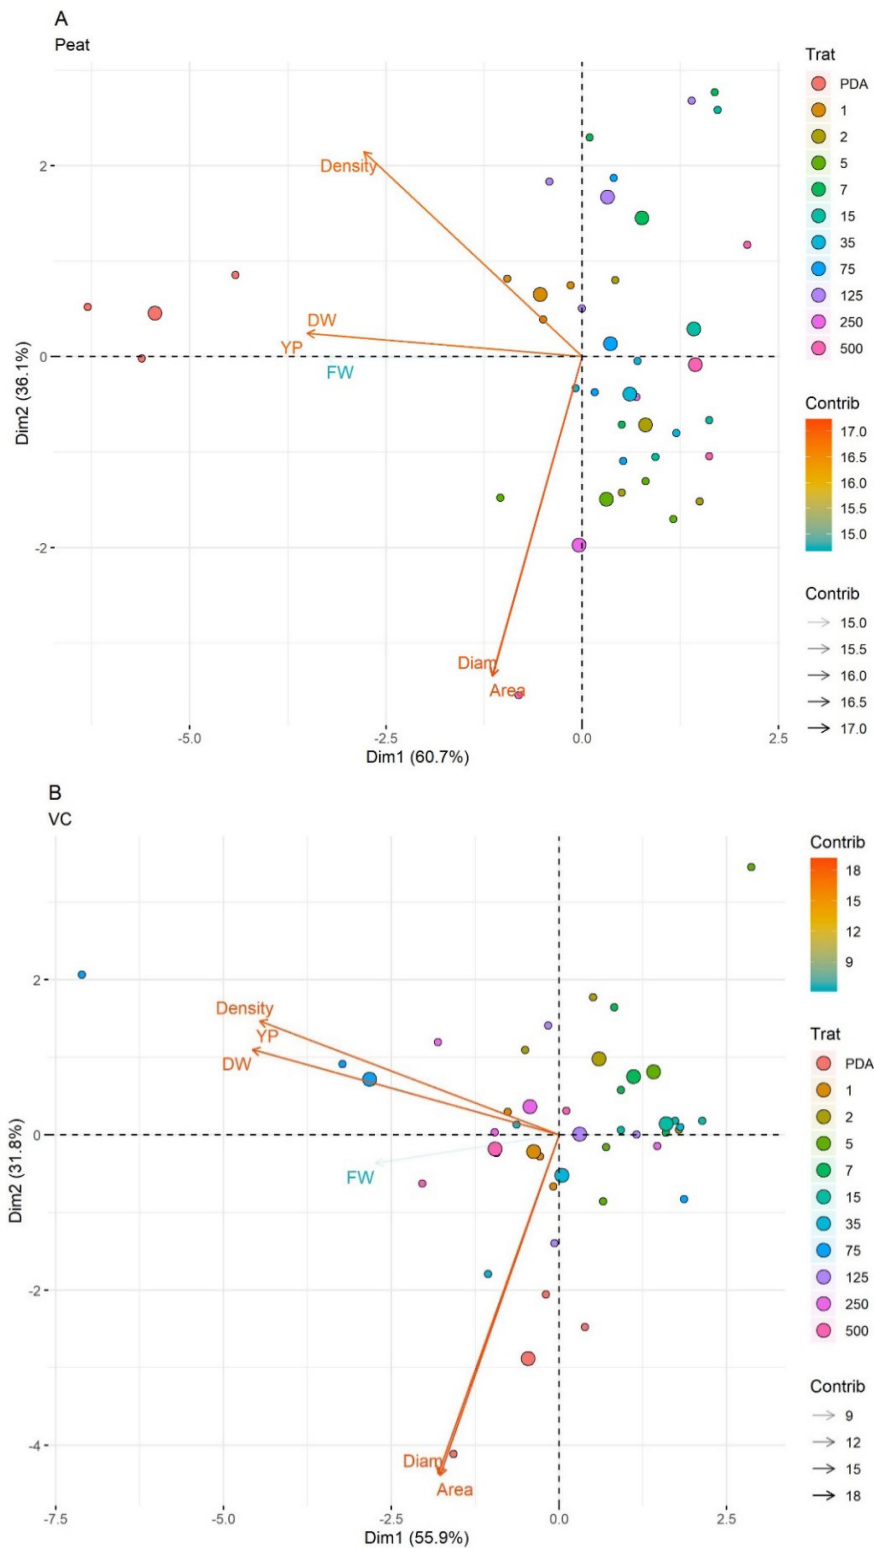 A
Peat
Density
DW
YP
FW
Diam
Area
2
0
-2
Dim2 (36.1%)
-5.0
-2.5
0.0
2.5
Dim1 (60.7%)
Trat
PDA
1
2
5
7
15
35
75
125
250
500
Contrib
17.0
16.5
16.0
15.5
15.0
Contrib
15.0
15.5
16.0
16.5
17.0
B
VC
Density
YP
DW
FW
Diam
Area
2
0
-2
-4
Dim2 (31.8%)
-7.5
-5.0
-2.5
0.0
2.5
Dim1 (55.9%)
Contrib
18
15
12
9
Trat
PDA
1
2
5
7
15
35
75
125
250
500
Contrib
9
12
15
18